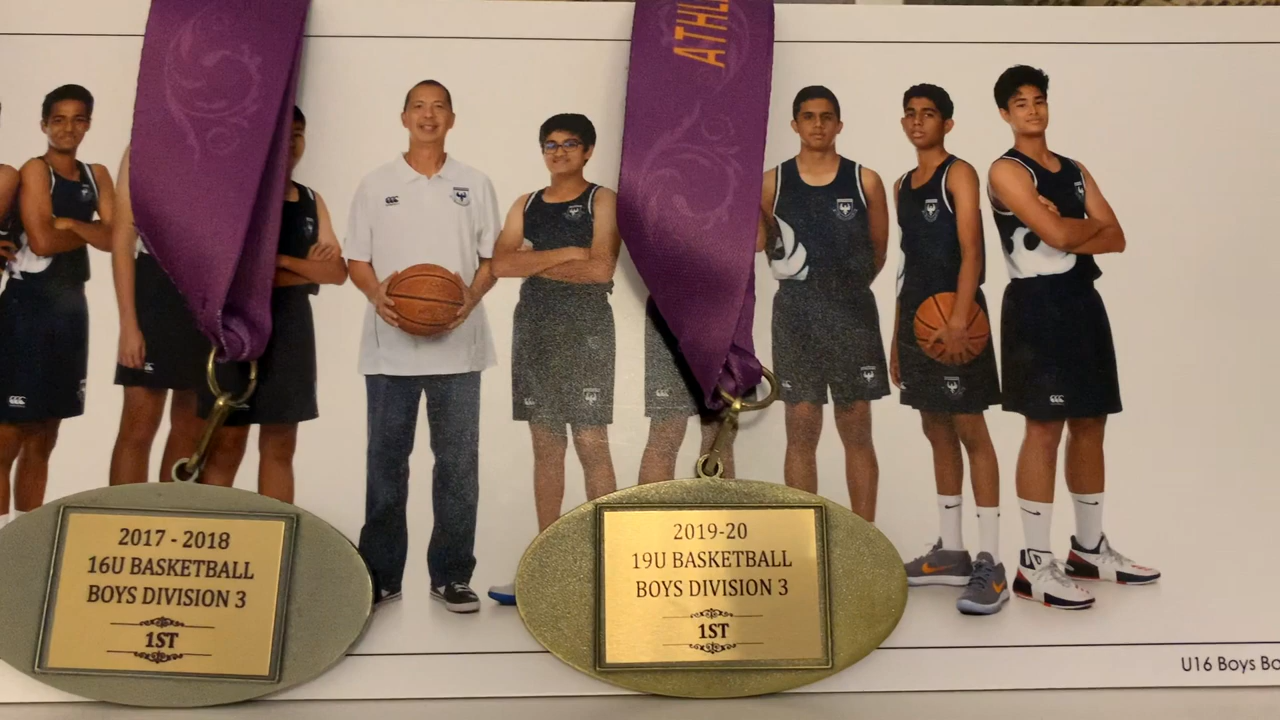 ATHL
2017 - 2018
16U BASKETBALL
BOYS DIVISION 3
1ST
2019-20
19U BASKETBALL
BOYS DIVISION 3
1ST
U16 Boys Ba